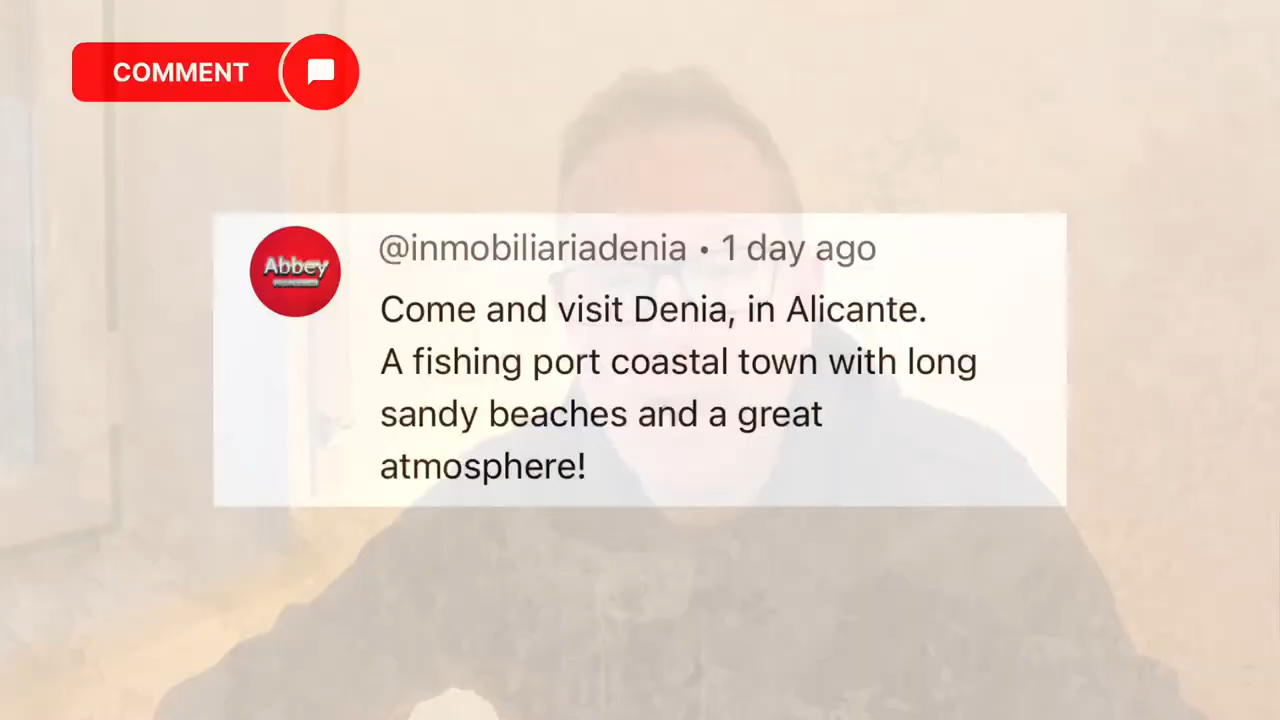 COMMENT
Abbey
@inmobiliariadenia • 1 day ago
Come and visit Denia, in Alicante.
A fishing port coastal town with long
sandy beaches and a great
atmosphere!